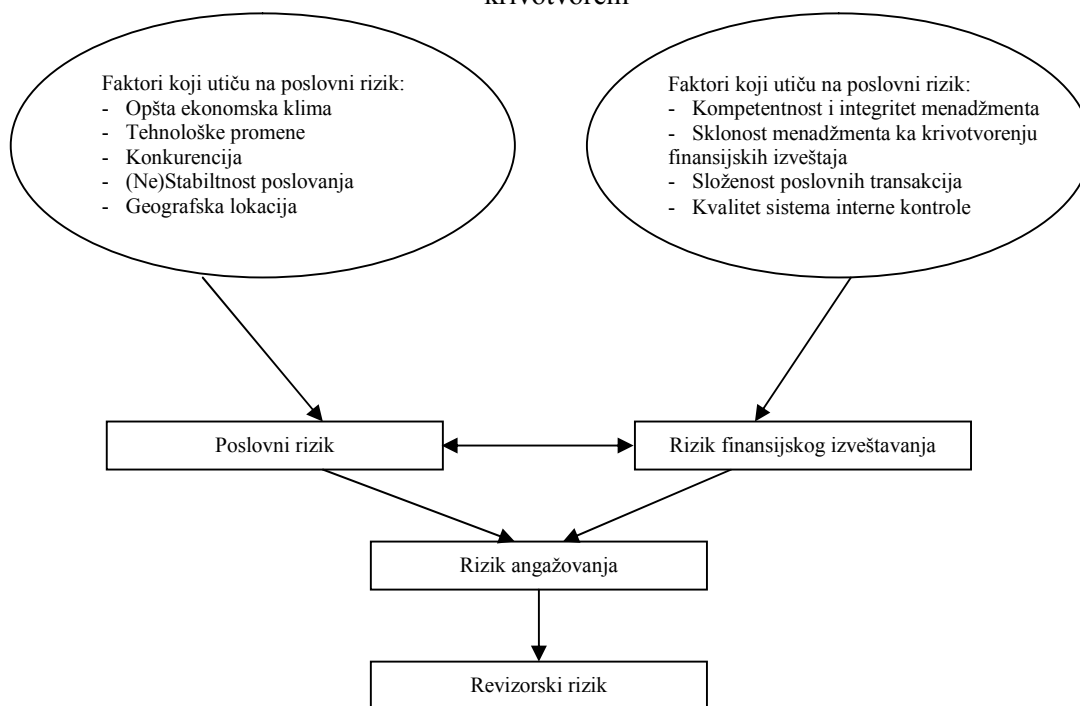 krivotvoreni
Faktori koji utiču na poslovni rizik:
- Opšta ekonomska klima
- Tehnološke promene
- Konkurencija
- (Ne)Stabiltnost poslovanja
- Geografska lokacija
Faktori koji utiču na poslovni rizik:
- Kompetentnost i integritet menadžmenta
- Sklonost menadžmenta ka krivotvorenju
finansijskih izveštaja
- Složenost poslovnih transakcija
- Kvalitet sistema interne kontrole
Poslovni rizik
Rizik finansijskog izveštavanja
Rizik angažovanja
Revizorski rizik